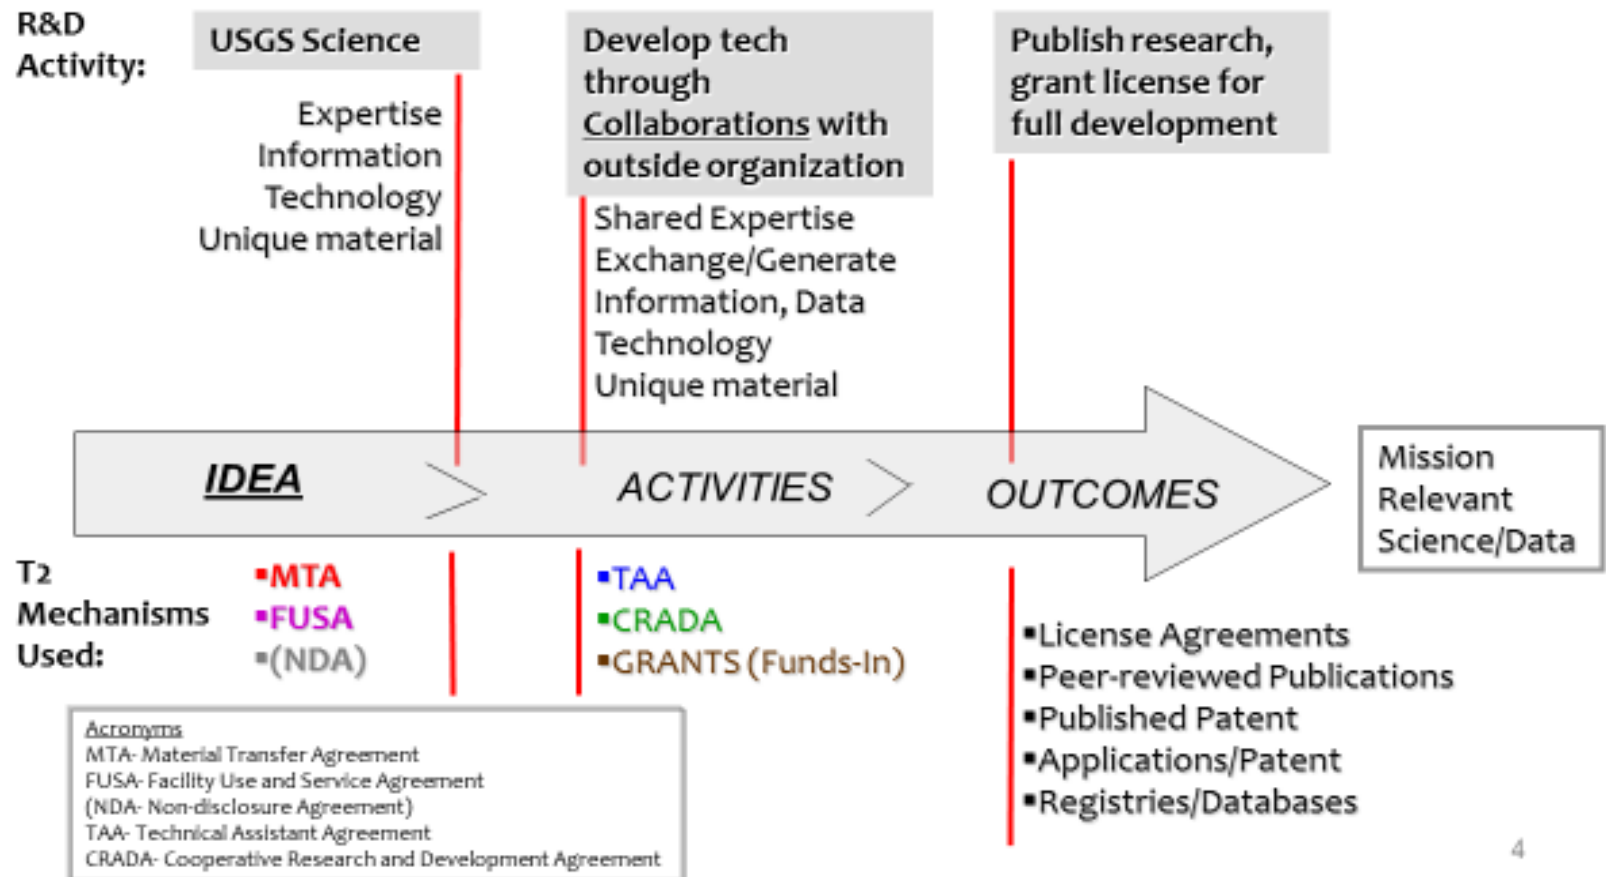 R&D
Activity:
USGS Science
Expertise
Information
Technology
Unique material
Develop tech
through
Collaborations with
outside organization
Shared Expertise
Exchange/Generate
Information, Data
Technology
Unique material
Publish research,
grant license for
full development
IDEA
ACTIVITIES
OUTCOMES
Mission
Relevant
Science/Data
T2
Mechanisms
Used:
▪MTA
▪FUSA
▪(NDA)
▪TAA
▪CRADA
▪GRANTS (Funds-In)
▪License Agreements
▪Peer-reviewed Publications
▪Published Patent
▪Applications/Patent
▪Registries/Databases
Acronyms
MTA- Material Transfer Agreement
FUSA- Facility Use and Service Agreement
(NDA- Non-disclosure Agreement)
TAA- Technical Assistant Agreement
CRADA- Cooperative Research and Development Agreement
4